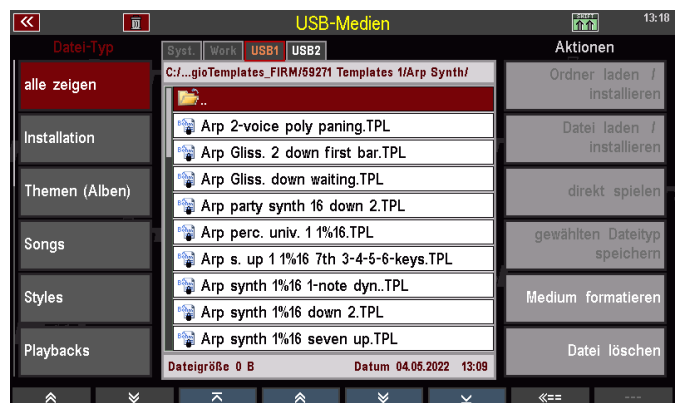 USB-Medien
SHIFT
13:18
Datei-Typ
Syst. Work USB1 USB2
Aktionen
C:/...gioTemplates_FIRM/59271 Templates 1/Arp Synth/
alle zeigen
Installation
Themen (Alben)
Songs
Styles
Playbacks
..
Arp 2-voice poly paning.TPL
Arp Gliss. 2 down first bar.TPL
Arp Gliss. down waiting.TPL
Arp party synth 16 down 2.TPL
Arp perc. univ. 1 1%16.TPL
Arp s. up 1 1%16 7th 3-4-5-6-keys.TPL
Arp synth 1%16 1-note dyn..TPL
Arp synth 1%16 down 2.TPL
Arp synth 1%16 seven up.TPL
Dateigröße 0 B Datum 04.05.2022 13:09
Ordner laden /
installieren
Datei laden /
installieren
direkt spielen
gewählten Dateityp
speichern
Medium formatieren
Datei löschen
«==
---